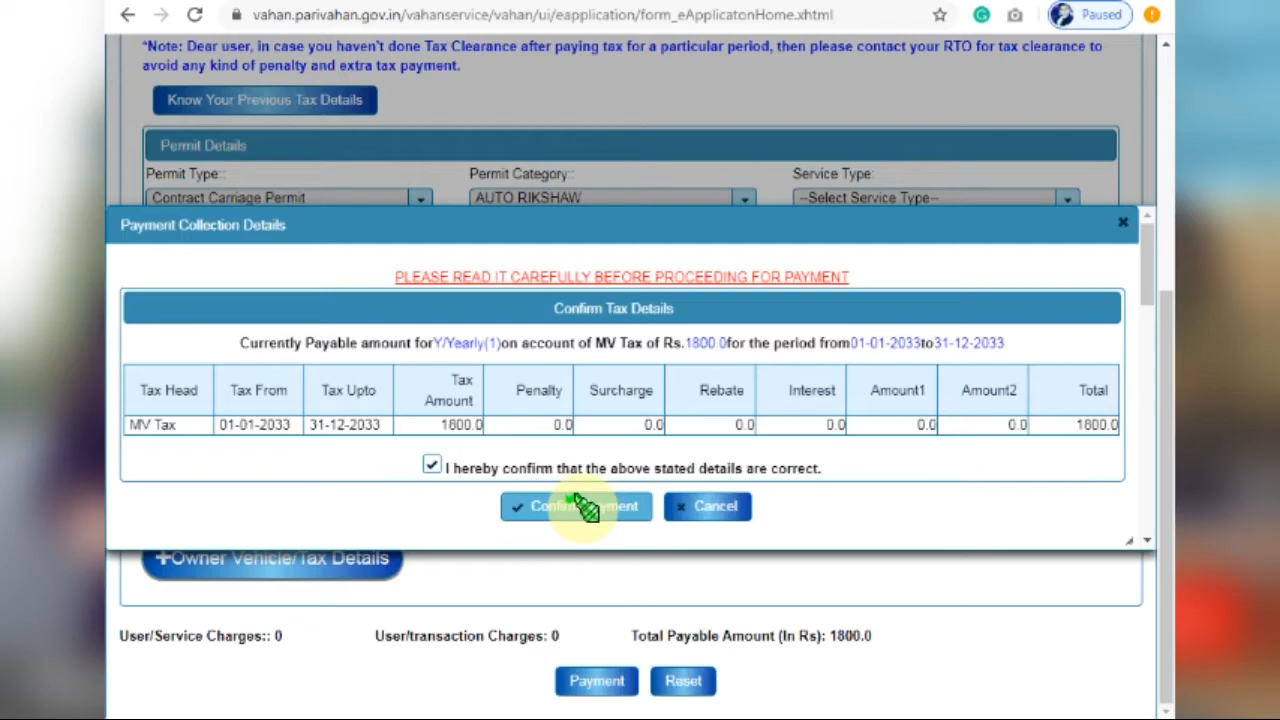 vahan.parivahan.gov.in/vahanservice/vahan/ui/eapplication/form_eApplicatonHome.xhtml
Paused
*Note: Dear user, in case you haven't done Tax Clearance after paying tax for a particular period, then please contact your RTO for tax clearance to
avoid any kind of penalty and extra tax payment.
Know Your Previous Tax Details
Permit Details
Permit Type:: Permit Category:: Service Type:
Contract Carriage Permit AUTO RIKSHAW --Select Service Type--
Payment Collection Details
PLEASE READ IT CAREFULLY BEFORE PROCEEDING FOR PAYMENT
Confirm Tax Details
Currently Payable amount forY/Yearly(1)on account of MV Tax of Rs.1800.0for the period from01-01-2033to31-12-2033
Tax Head Tax From Tax Upto Tax Amount Penalty Surcharge Rebate Interest Amount1 Amount2 Total
MV Tax 01-01-2033 31-12-2033 1800.0 0.0 0.0 0.0 0.0 0.0 0.0 1800.0
I hereby confirm that the above stated details are correct.
Cancel
+Owner Vehicle/Tax Details
User/Service Charges:: 0 User/transaction Charges: 0 Total Payable Amount (In Rs): 1800.0
Payment Reset